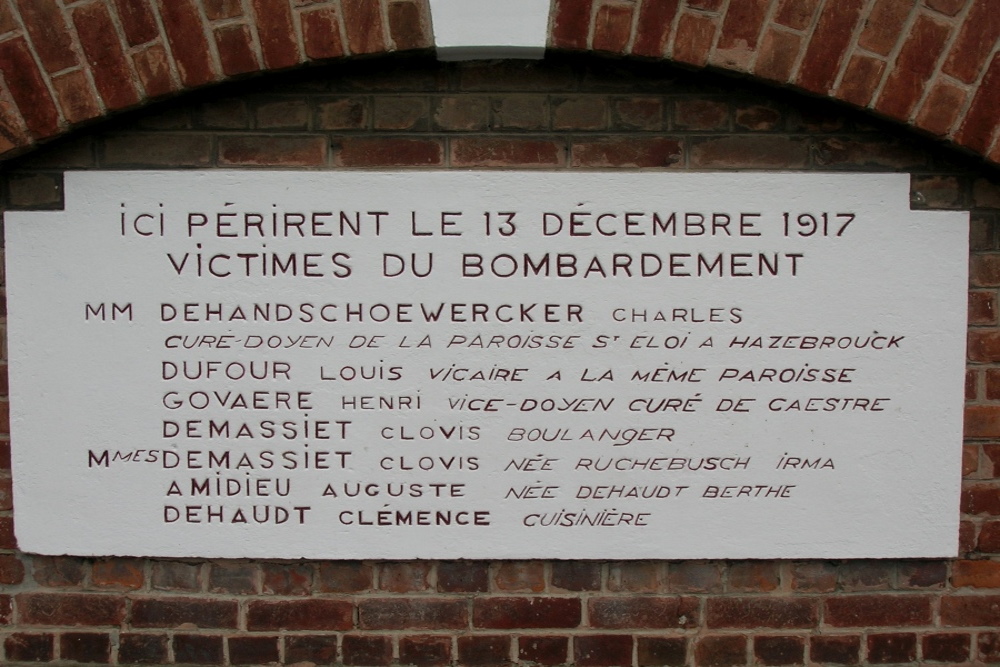 ICI PÉRIRENT LE 13 DÉCEMBRE 1917
VICTIMES DU BOMBARDEMENT
MM DEHANDSCHOEWERCKER CHARLES
CURÉ-DOYEN DE LA PAROISSE ST ELOI A HAZEBROUCK
DUFOUR LOUIS VICAIRE A LA MÊME PAROISSE
GOVAERE HENRI VICE-DOYEN CURÉ DE CAESTRE
DEMASSIET CLOVIS BOULANGER
MMES DEMASSIET CLOVIS NÉE RUCHEBUSCH IRMA
AMIDIEU AUGUSTE NÉE DEHAUDT BERTHE
DEHAUDT CLÉMENCE CUISINIÈRE